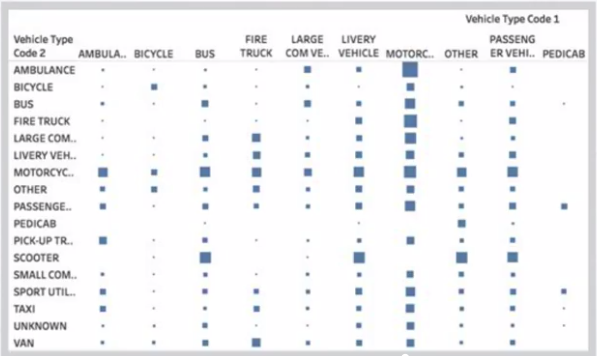 Vehicle Type Code 1
Vehicle Type
Code 2
AMBULA.. BICYCLE BUS FIRE TRUCK LARGE COM VE.. LIVERY VEHICLE MOTORC.. OTHER PASSENG ER VEHI.. PEDICAB
AMBULANCE
BICYCLE
BUS
FIRE TRUCK
LARGE COM..
LIVERY VEH..
MOTORCYC..
OTHER
PASSENGE..
PEDICAB
PICK-UP TR..
SCOOTER
SMALL COM..
SPORT UTIL..
TAXI
UNKNOWN
VAN